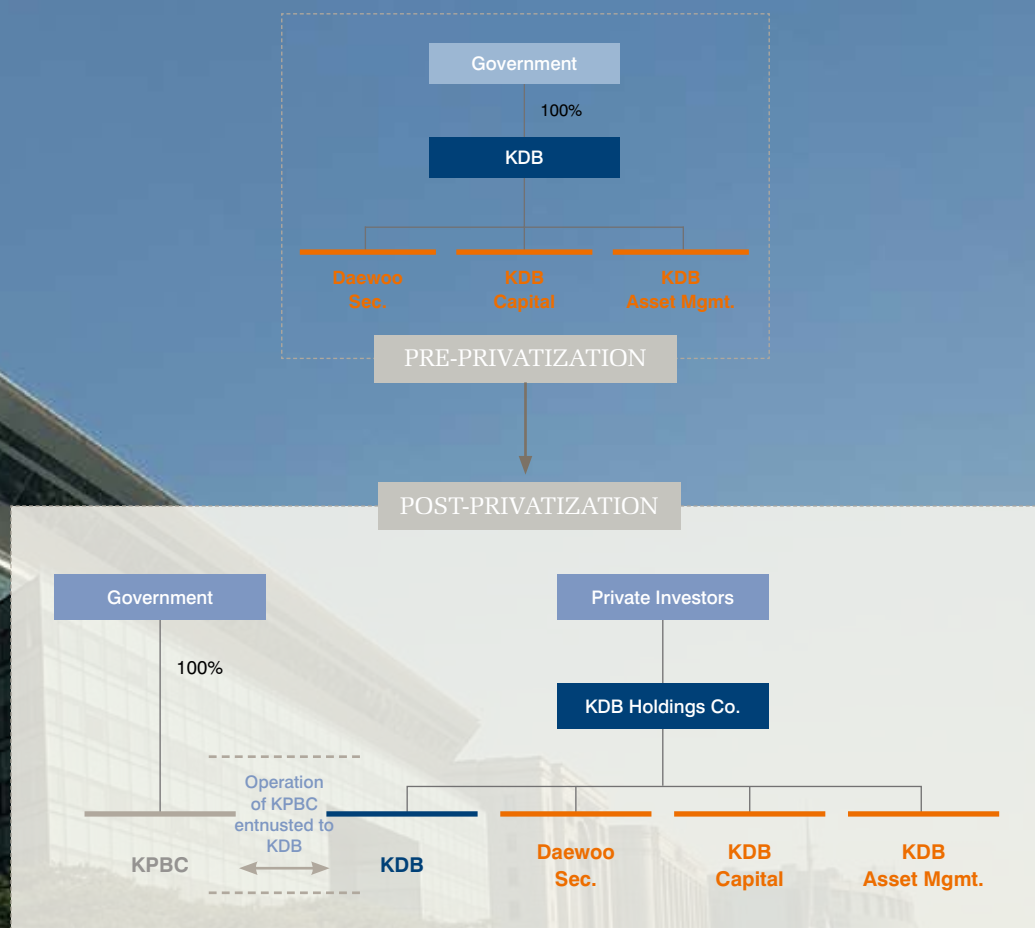 Government
100%
KDB
Daewoo
Sec.
KDB
Capital
KDB
Asset Mgmt.
PRE-PRIVATIZATION
POST-PRIVATIZATION
Government
100%
Private Investors
KDB Holdings Co.
Operation
of KPBC
entnusted to
KDB
KPBC
KDB
Daewoo
Sec.
KDB
Capital
KDB
Asset Mgmt.